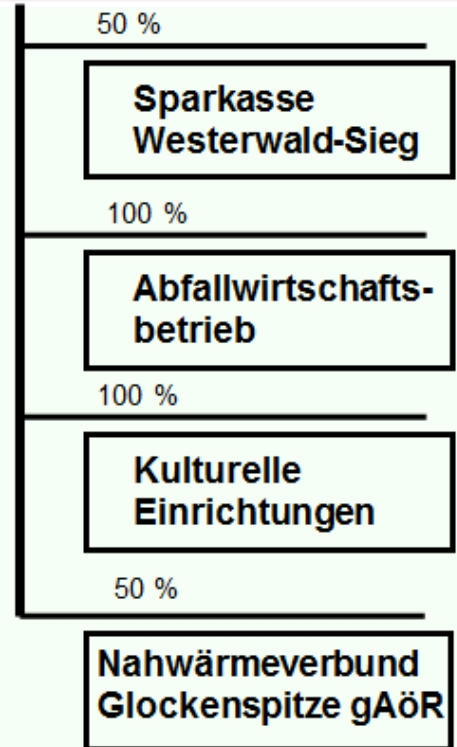 50 %
Sparkasse
Westerwald-Sieg
100 %
Abfallwirtschafts-
betrieb
100 %
Kulturelle
Einrichtungen
50 %
Nahwärmeverbund
Glockenspitze gAöR